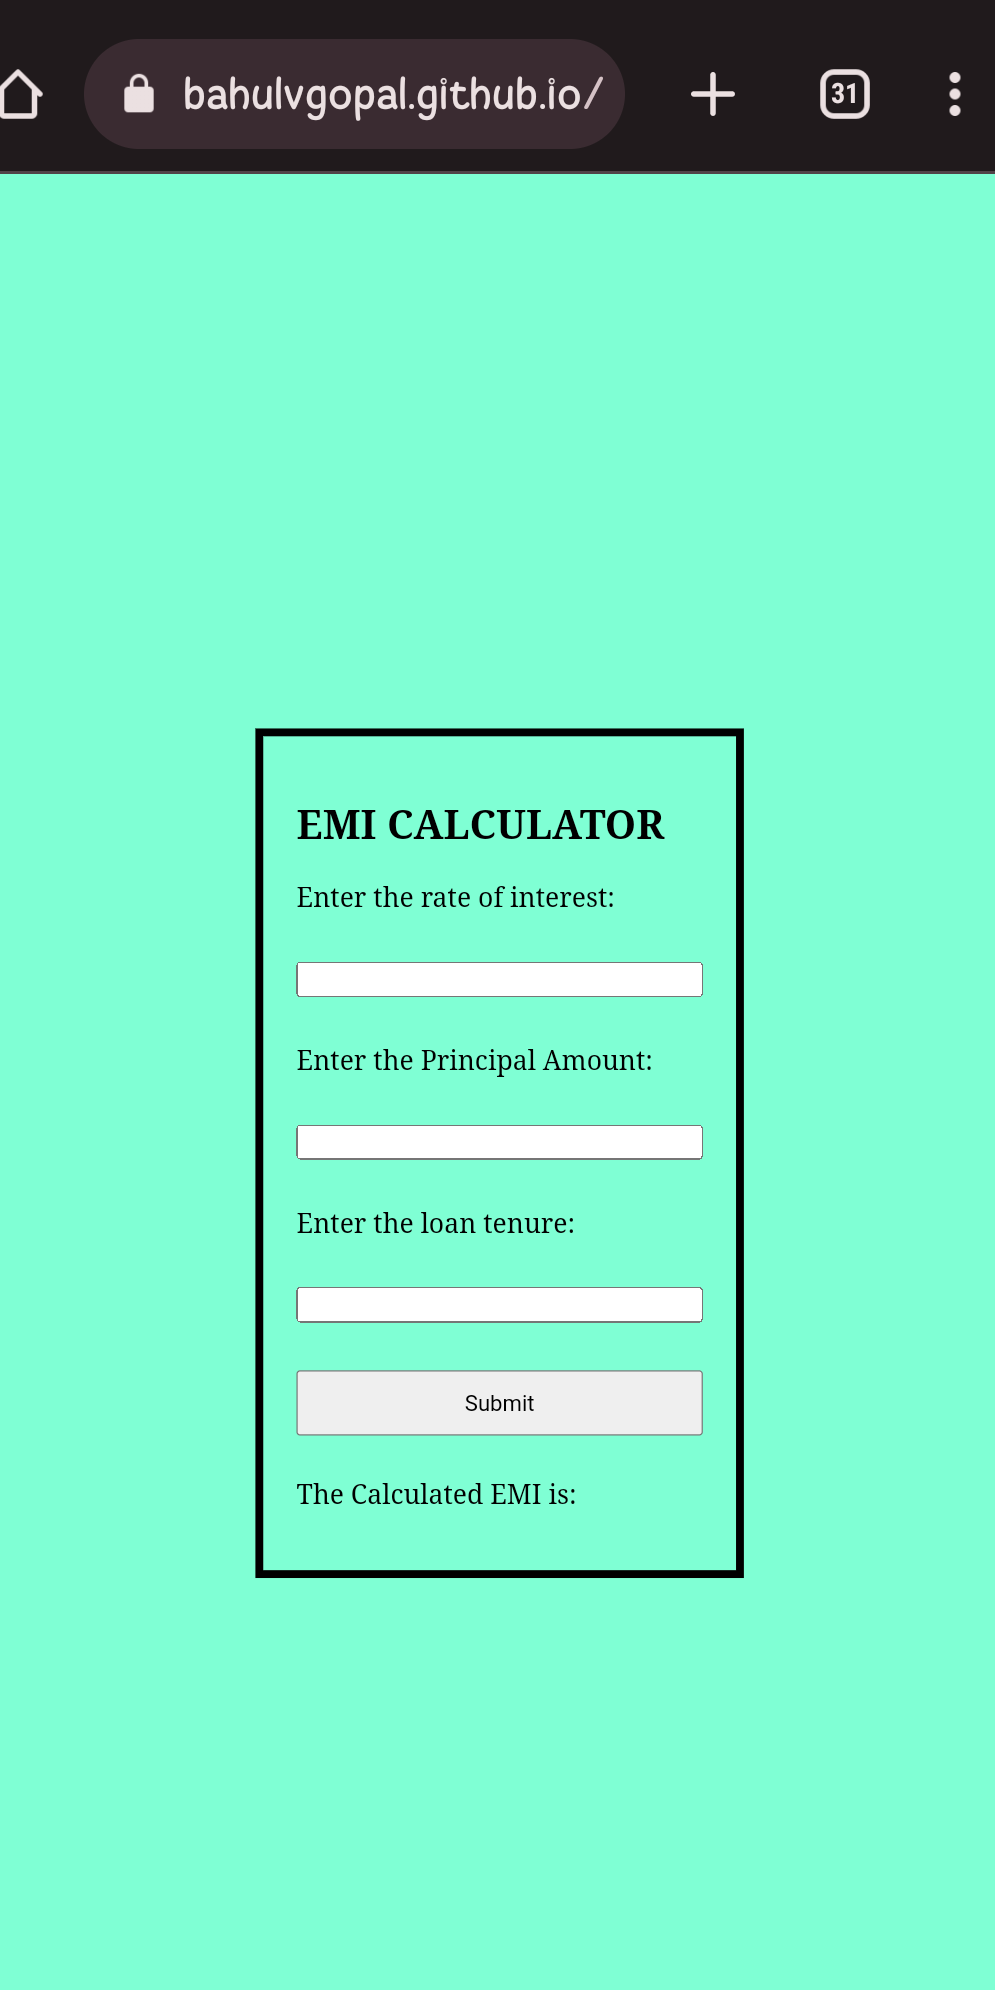 bahulvgopal.github.io/
31
EMI CALCULATOR
Enter the rate of interest:
Enter the Principal Amount:
Enter the loan tenure:
Submit
The Calculated EMI is: